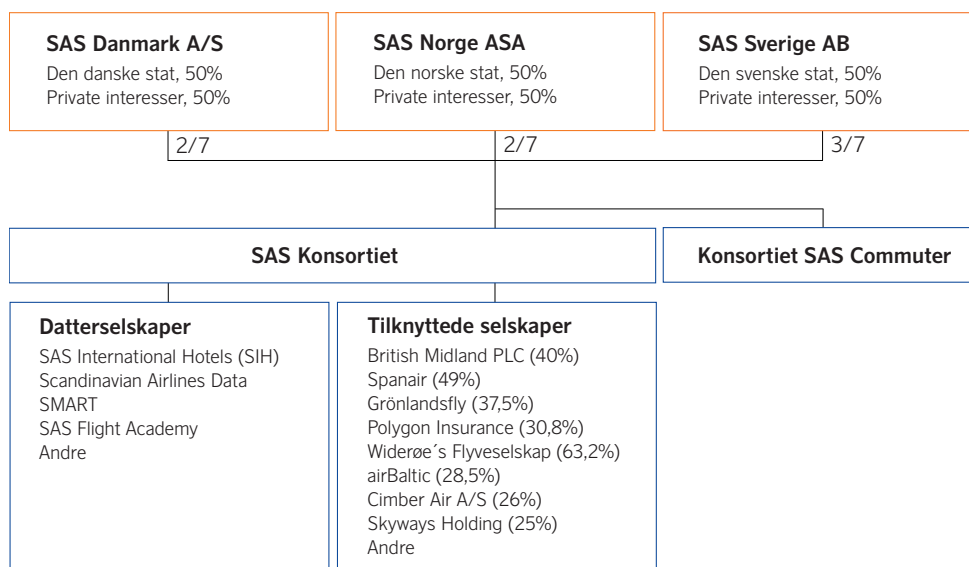 SAS Danmark A/S
Den danske stat, 50%
Private interesser, 50%
SAS Norge ASA
Den norske stat, 50%
Private interesser, 50%
SAS Sverige AB
Den svenske stat, 50%
Private interesser, 50%
2/7
2/7
3/7
SAS Konsortiet
Konsortiet SAS Commuter
Datterselskaper
SAS International Hotels (SIH)
Scandinavian Airlines Data
SMART
SAS Flight Academy
Andre
Tilknyttede selskaper
British Midland PLC (40%)
Spanair (49%)
Grönlandsfly (37,5%)
Polygon Insurance (30,8%)
Widerøe´s Flyveselskap (63,2%)
airBaltic (28,5%)
Cimber Air A/S (26%)
Skyways Holding (25%)
Andre